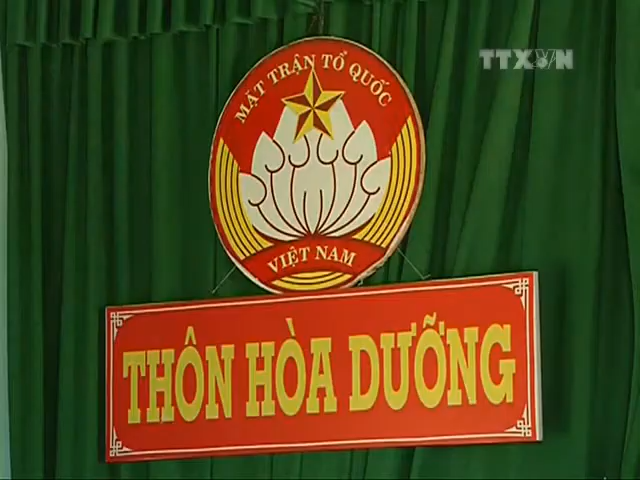 TTXVN
MẶT TRẬN TỔ QUỐC
VIỆT NAM
THÔN HÒA DƯỠNG